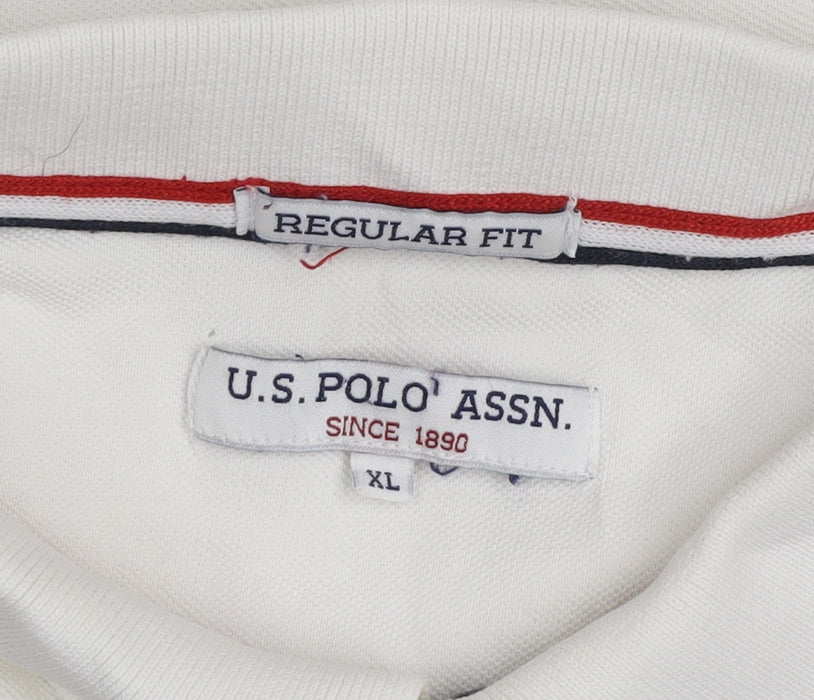 REGULAR FIT
U.S. POLO ASSN.
SINCE 1890
XL